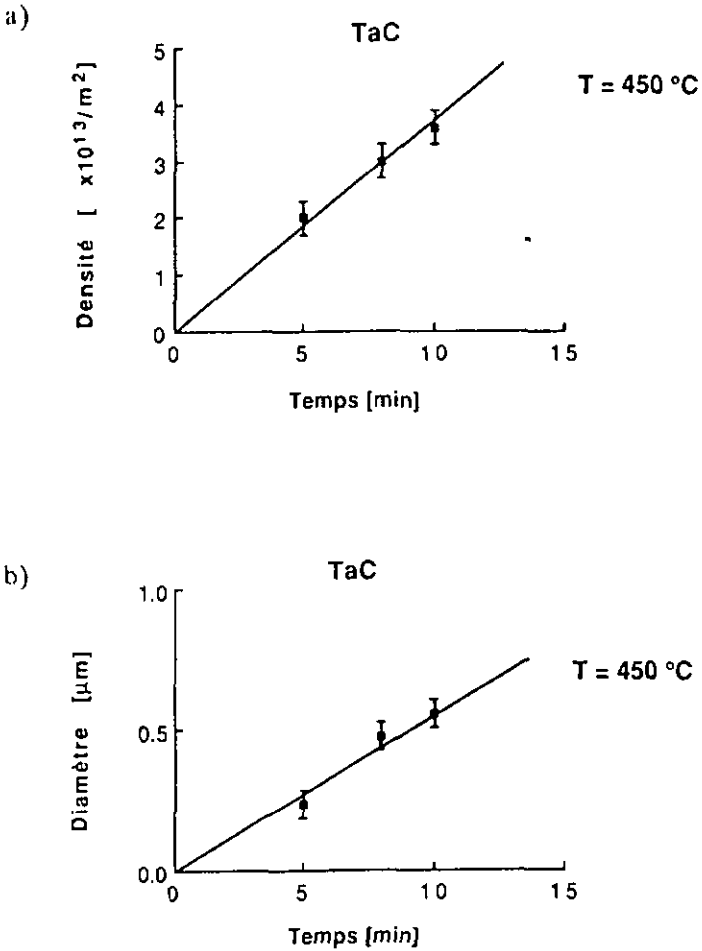 a)
TaC
T = 450 °C
Densité [ x10¹³/m²]
5
4
3
2
1
0
0 5 10 15
Temps [min]
b)
TaC
T = 450 °C
Diamètre [µm]
1.0
0.5
0.0
0 5 10 15
Temps [min]